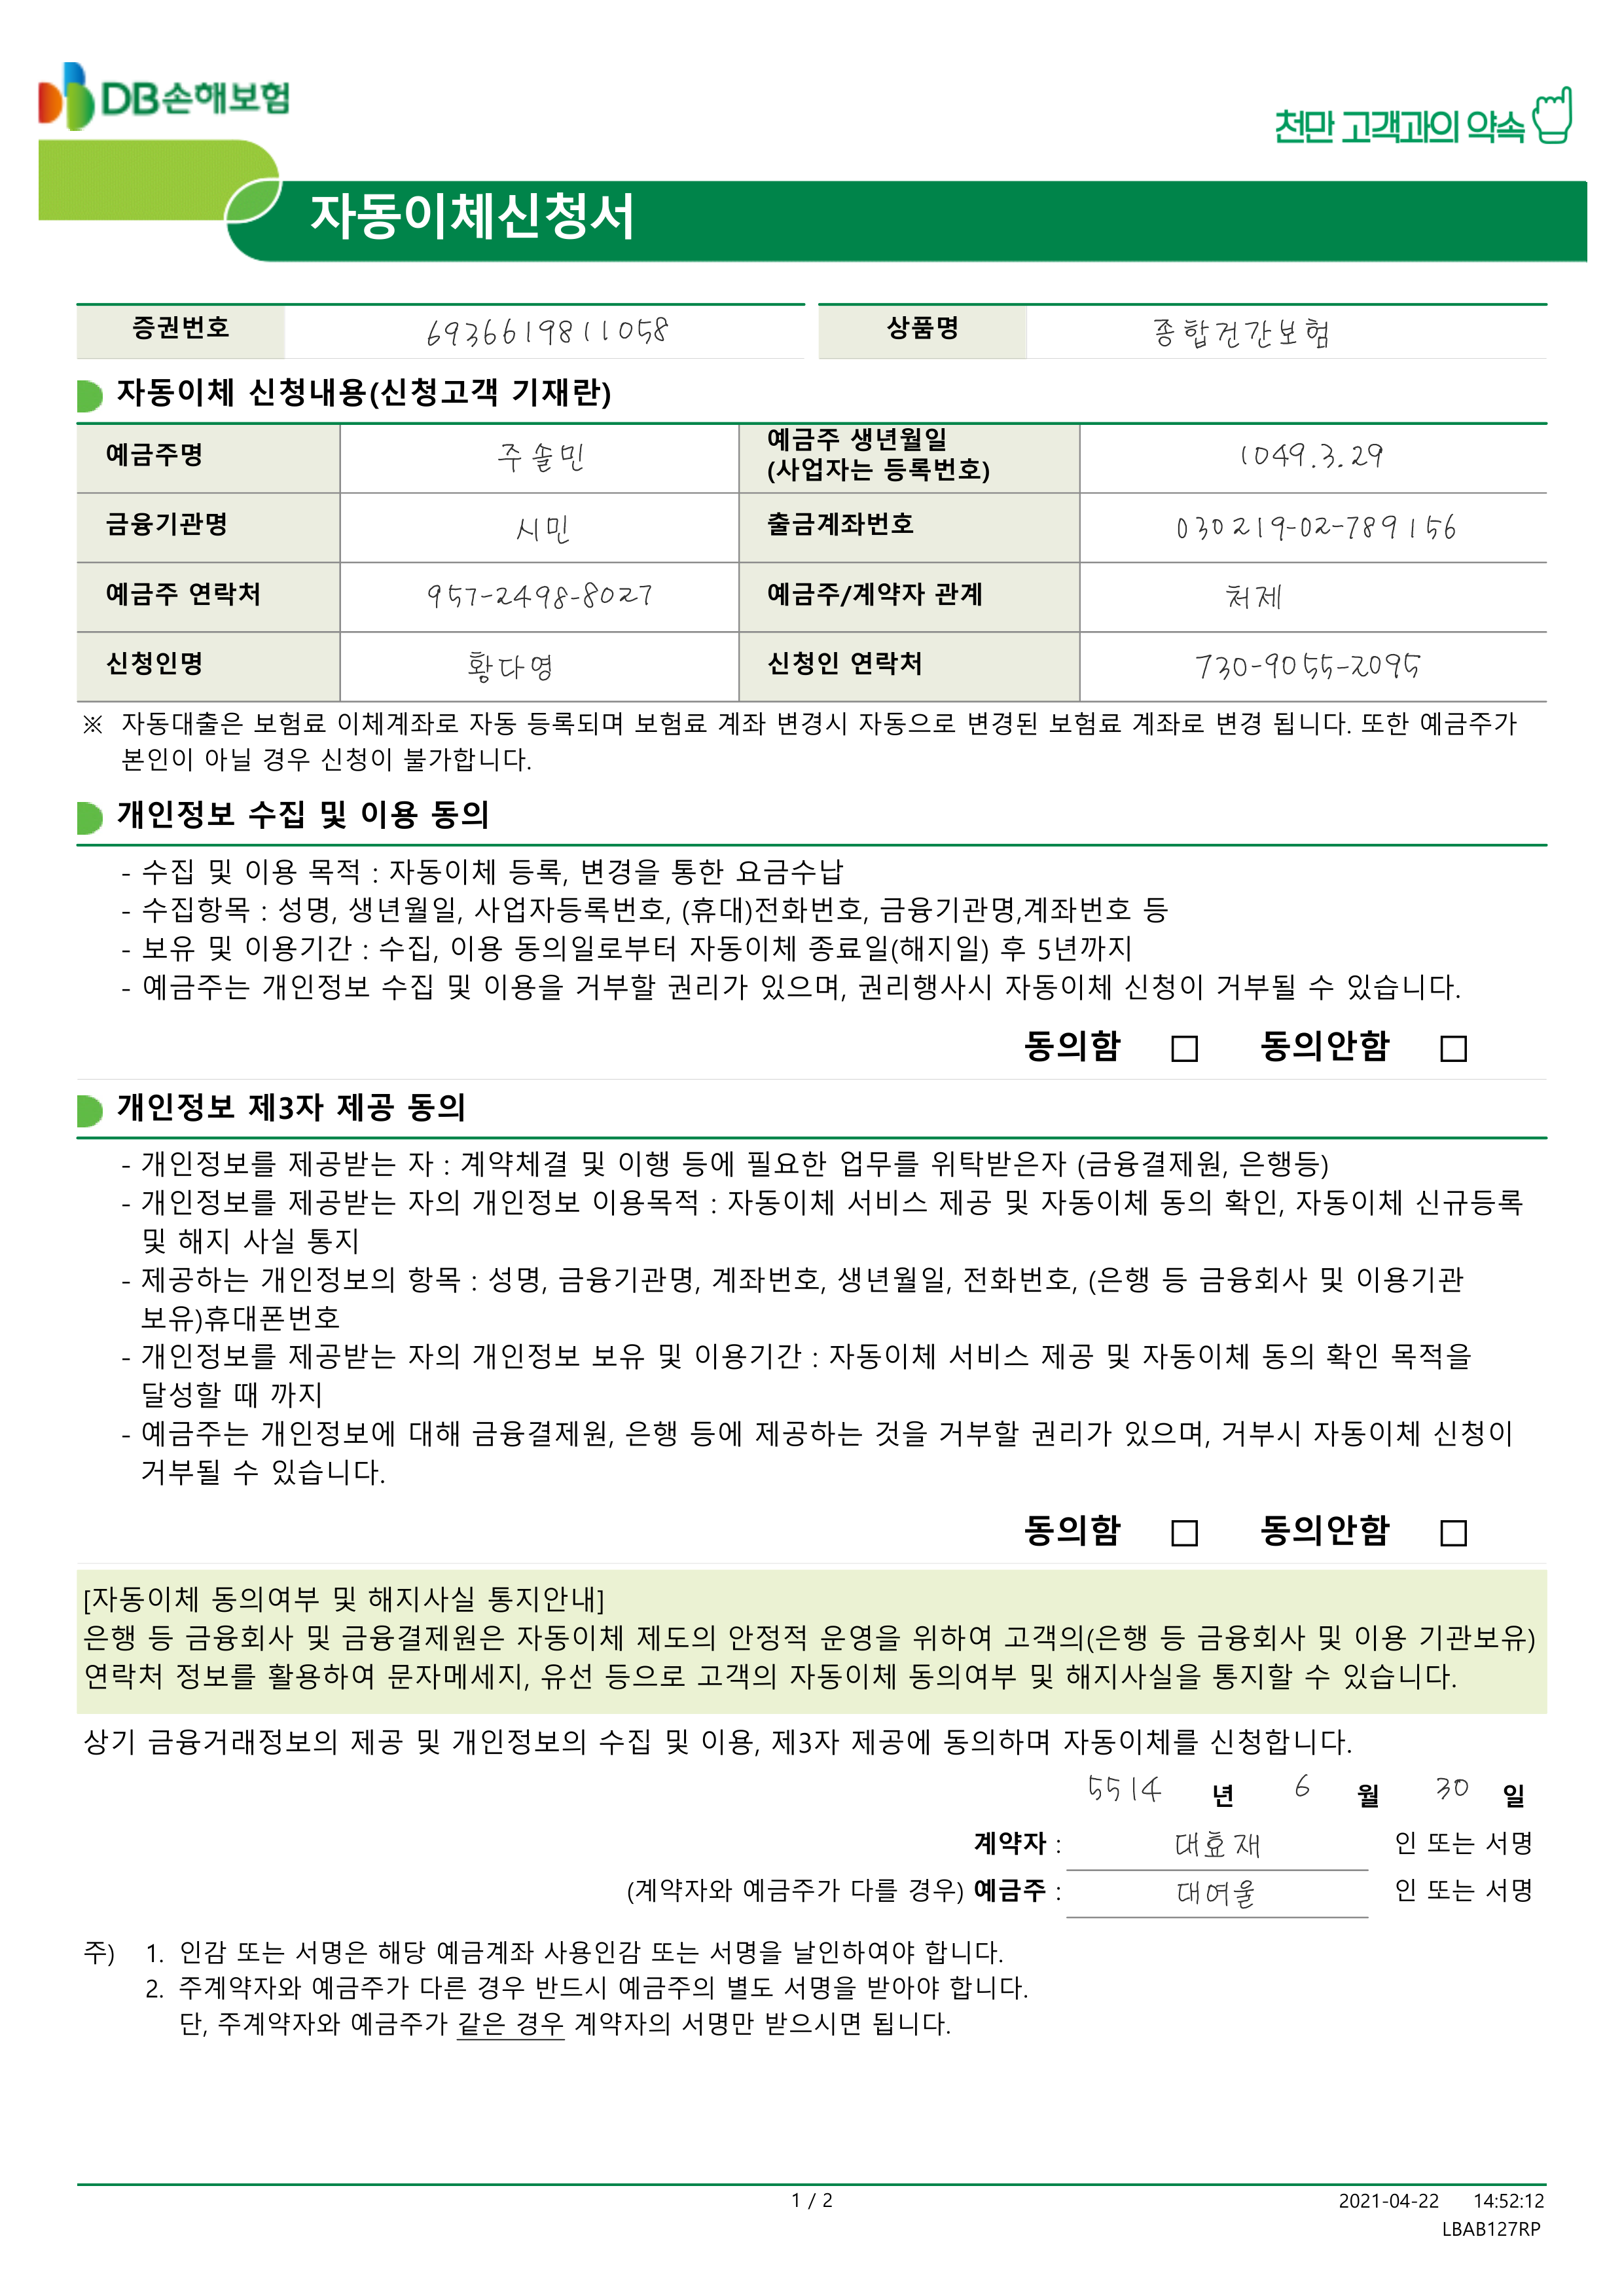 DB손해보험
천만 고객과의 약속
자동이체신청서
증권번호 6936619811058 상품명 종합건간보험
자동이체 신청내용(신청고객 기재란)
예금주명 주솔민 예금주 생년월일 (사업자는 등록번호) 1049.3.29
금융기관명 시민 출금계좌번호 030219-02-789156
예금주 연락처 957-2498-8027 예금주/계약자 관계 처제
신청인명 황다영 신청인 연락처 730-9055-2095
※ 자동대출은 보험료 이체계좌로 자동 등록되며 보험료 계좌 변경시 자동으로 변경된 보험료 계좌로 변경 됩니다. 또한 예금주가
본인이 아닐 경우 신청이 불가합니다.
개인정보 수집 및 이용 동의
- 수집 및 이용 목적 : 자동이체 등록, 변경을 통한 요금수납
- 수집항목 : 성명, 생년월일, 사업자등록번호, (휴대)전화번호, 금융기관명,계좌번호 등
- 보유 및 이용기간 : 수집, 이용 동의일로부터 자동이체 종료일(해지일) 후 5년까지
- 예금주는 개인정보 수집 및 이용을 거부할 권리가 있으며, 권리행사시 자동이체 신청이 거부될 수 있습니다.
동의함 □ 동의안함 □
개인정보 제3자 제공 동의
- 개인정보를 제공받는 자 : 계약체결 및 이행 등에 필요한 업무를 위탁받은자 (금융결제원, 은행등)
- 개인정보를 제공받는 자의 개인정보 이용목적 : 자동이체 서비스 제공 및 자동이체 동의 확인, 자동이체 신규등록
및 해지 사실 통지
- 제공하는 개인정보의 항목 : 성명, 금융기관명, 계좌번호, 생년월일, 전화번호, (은행 등 금융회사 및 이용기관
보유)휴대폰번호
- 개인정보를 제공받는 자의 개인정보 보유 및 이용기간 : 자동이체 서비스 제공 및 자동이체 동의 확인 목적을
달성할 때 까지
- 예금주는 개인정보에 대해 금융결제원, 은행 등에 제공하는 것을 거부할 권리가 있으며, 거부시 자동이체 신청이
거부될 수 있습니다.
동의함 □ 동의안함 □
[자동이체 동의여부 및 해지사실 통지안내]
은행 등 금융회사 및 금융결제원은 자동이체 제도의 안정적 운영을 위하여 고객의(은행 등 금융회사 및 이용 기관보유)
연락처 정보를 활용하여 문자메세지, 유선 등으로 고객의 자동이체 동의여부 및 해지사실을 통지할 수 있습니다.
상기 금융거래정보의 제공 및 개인정보의 수집 및 이용, 제3자 제공에 동의하며 자동이체를 신청합니다.
5514 년 6 월 30 일
계약자 : 대효재 인 또는 서명
(계약자와 예금주가 다를 경우) 예금주 : 대여울 인 또는 서명
주) 1. 인감 또는 서명은 해당 예금계좌 사용인감 또는 서명을 날인하여야 합니다.
2. 주계약자와 예금주가 다른 경우 반드시 예금주의 별도 서명을 받아야 합니다.
단, 주계약자와 예금주가 같은 경우 계약자의 서명만 받으시면 됩니다.
1 / 2
2021-04-22 14:52:12
LBAB127RP